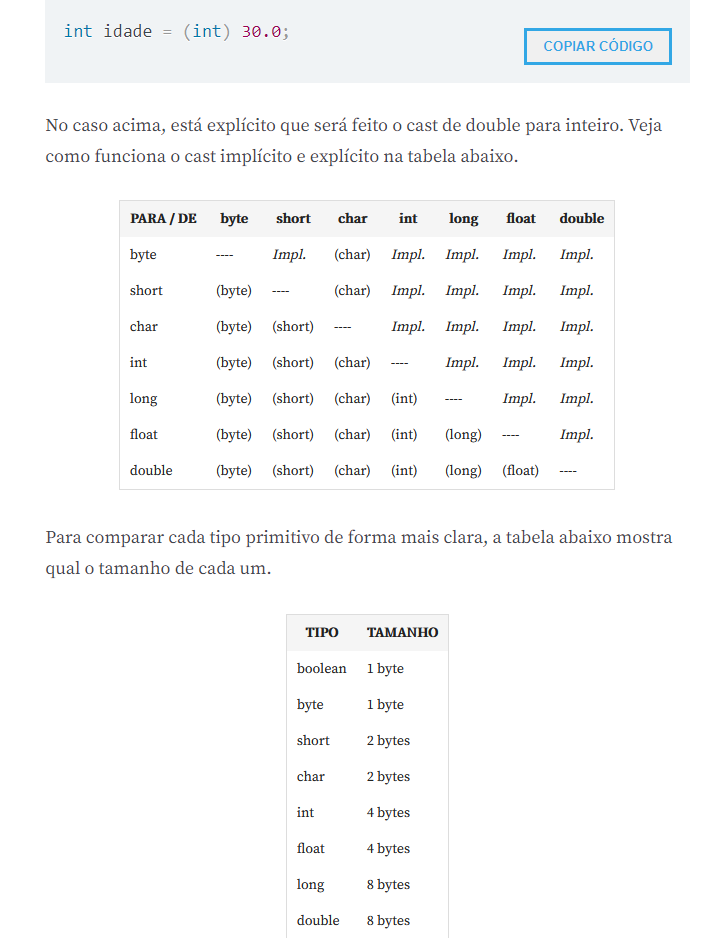 int idade = (int) 30.0;
COPIAR CÓDIGO
No caso acima, está explícito que será feito o cast de double para inteiro. Veja
como funciona o cast implícito e explícito na tabela abaixo.
PARA / DE byte short char int long float double
byte ---- Impl. (char) Impl. Impl. Impl. Impl.
short (byte) ---- (char) Impl. Impl. Impl. Impl.
char (byte) (short) ---- Impl. Impl. Impl. Impl.
int (byte) (short) (char) ---- Impl. Impl. Impl.
long (byte) (short) (char) (int) ---- Impl. Impl.
float (byte) (short) (char) (int) (long) ---- Impl.
double (byte) (short) (char) (int) (long) (float) ----
Para comparar cada tipo primitivo de forma mais clara, a tabela abaixo mostra
qual o tamanho de cada um.
TIPO TAMANHO
boolean 1 byte
byte 1 byte
short 2 bytes
char 2 bytes
int 4 bytes
float 4 bytes
long 8 bytes
double 8 bytes